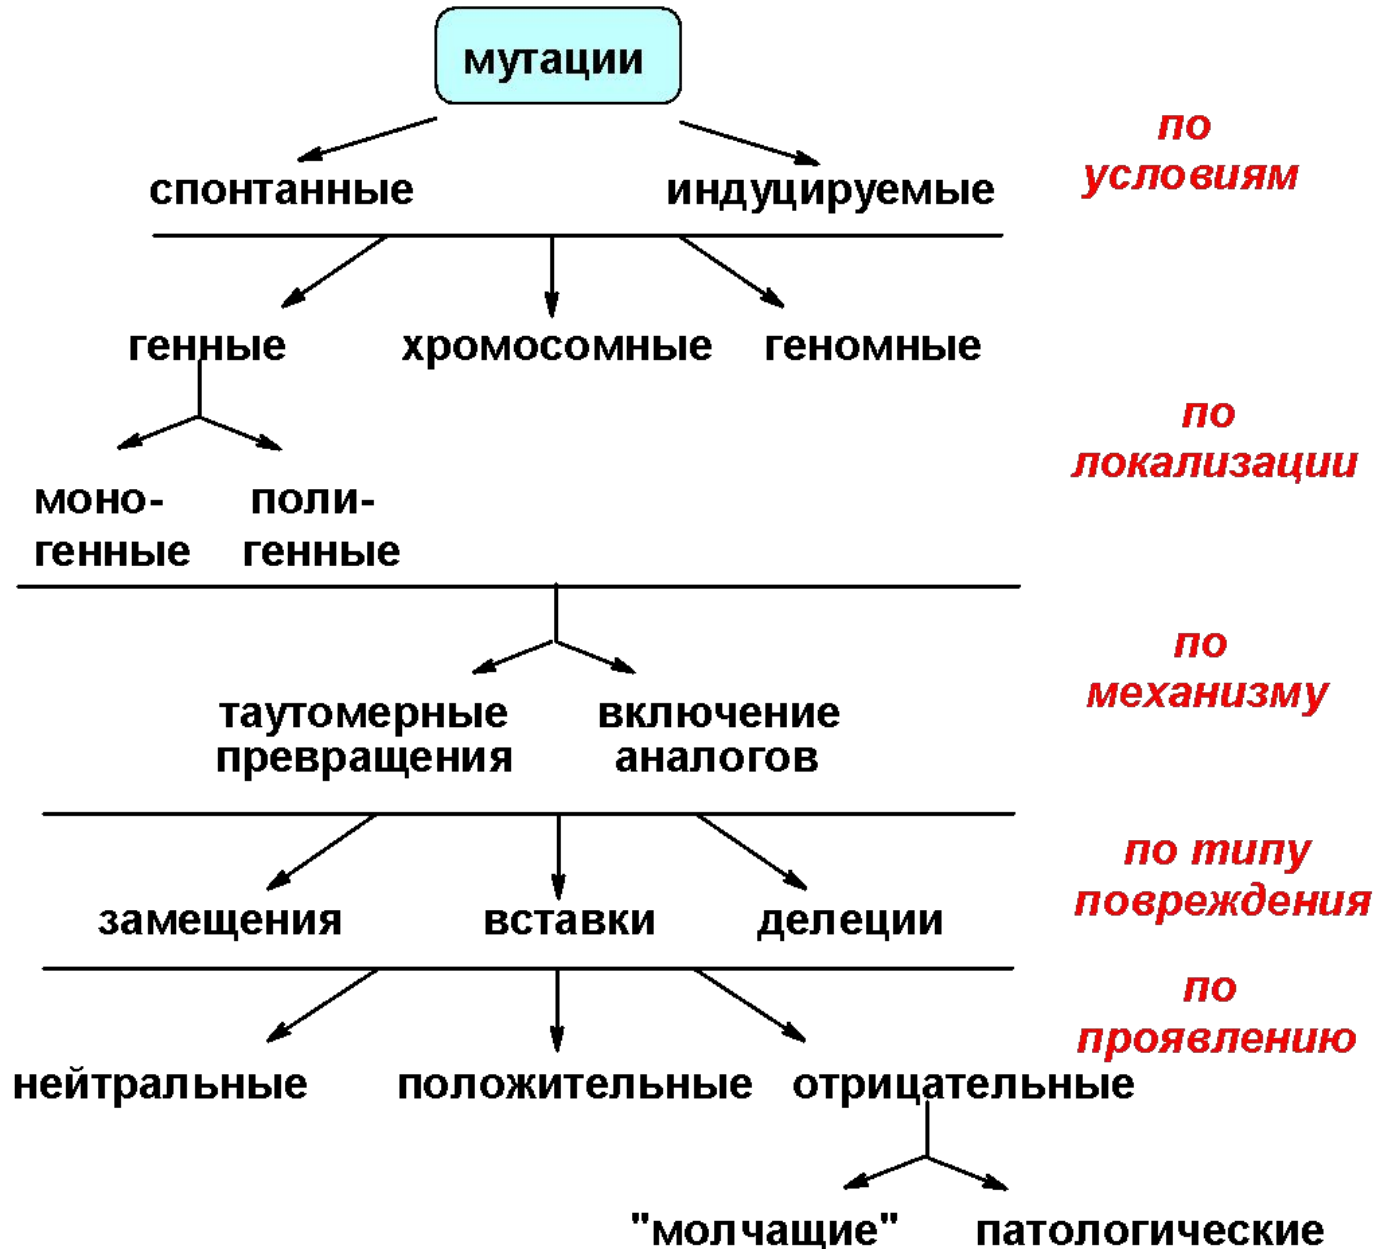 мутации
по
условиям
спонтанные индуцируемые
генные хромосомные геномные
по
локализации
моно- поли-
генные генные
по
механизму
таутомерные включение
превращения аналогов
по типу
повреждения
замещения вставки делеции
по
проявлению
нейтральные положительные отрицательные
"молчащие" патологические